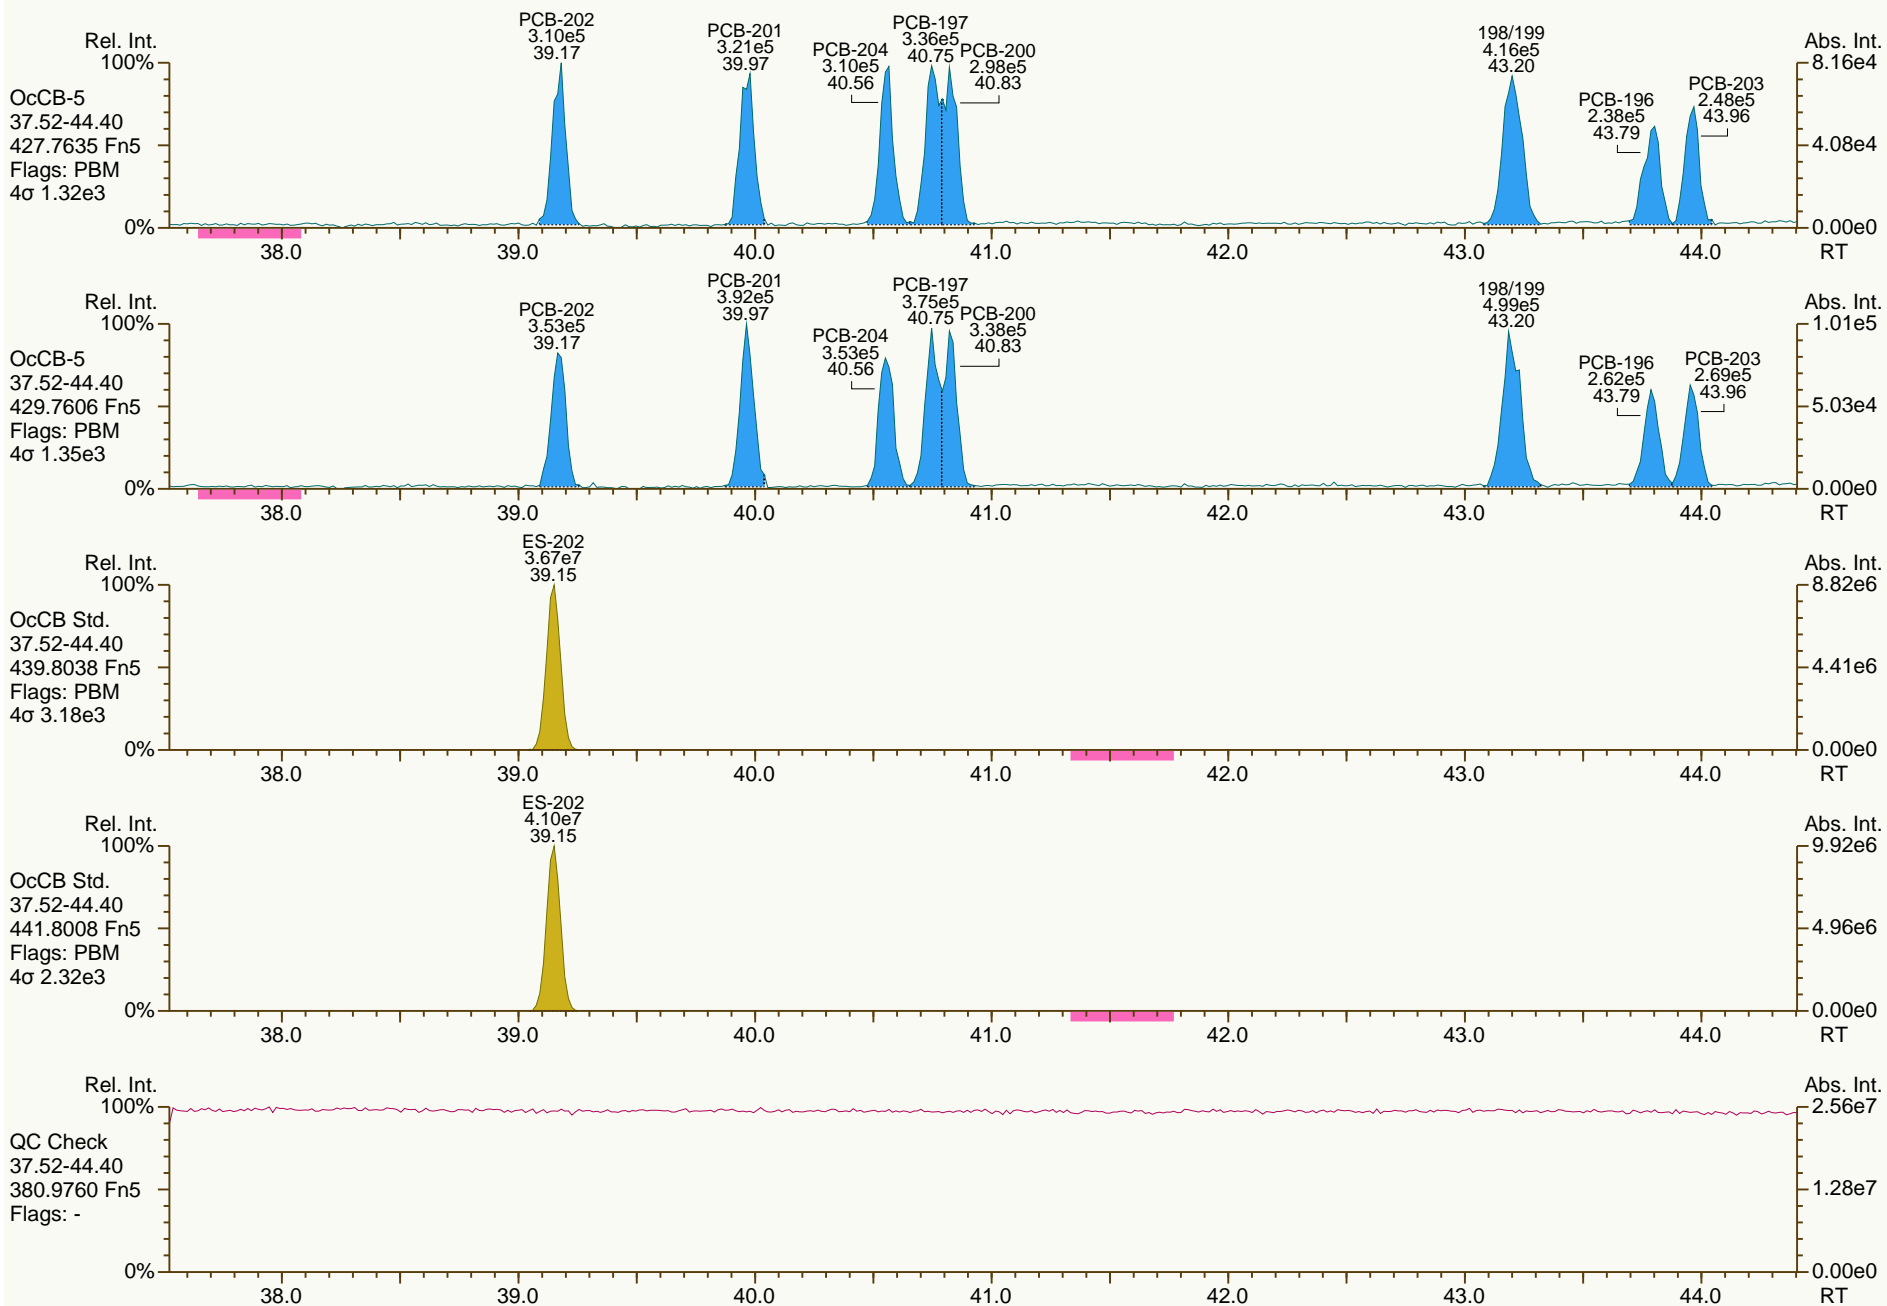 Rel. Int.
100%
0%
OcCB-5
37.52-44.40
427.7635 Fn5
Flags: PBM
4σ 1.32e3
PCB-202
3.10e5
39.17
PCB-201
3.21e5
39.97
PCB-204
3.10e5
40.56
PCB-197
3.36e5
40.75
PCB-200
2.98e5
40.83
198/199
4.16e5
43.20
PCB-196
2.38e5
43.79
PCB-203
2.48e5
43.96
Abs. Int.
8.16e4
4.08e4
0.00e0
38.0 39.0 40.0 41.0 42.0 43.0 44.0 RT
Rel. Int.
100%
0%
OcCB-5
37.52-44.40
429.7606 Fn5
Flags: PBM
4σ 1.35e3
PCB-202
3.53e5
39.17
PCB-201
3.92e5
39.97
PCB-204
3.53e5
40.56
PCB-197
3.75e5
40.75
PCB-200
3.38e5
40.83
198/199
4.99e5
43.20
PCB-196
2.62e5
43.79
PCB-203
2.69e5
43.96
Abs. Int.
1.01e5
5.03e4
0.00e0
38.0 39.0 40.0 41.0 42.0 43.0 44.0 RT
Rel. Int.
100%
0%
OcCB Std.
37.52-44.40
439.8038 Fn5
Flags: PBM
4σ 3.18e3
ES-202
3.67e7
39.15
Abs. Int.
8.82e6
4.41e6
0.00e0
38.0 39.0 40.0 41.0 42.0 43.0 44.0 RT
Rel. Int.
100%
0%
OcCB Std.
37.52-44.40
441.8008 Fn5
Flags: PBM
4σ 2.32e3
ES-202
4.10e7
39.15
Abs. Int.
9.92e6
4.96e6
0.00e0
38.0 39.0 40.0 41.0 42.0 43.0 44.0 RT
Rel. Int.
100%
0%
QC Check
37.52-44.40
380.9760 Fn5
Flags: -
Abs. Int.
2.56e7
1.28e7
0.00e0
38.0 39.0 40.0 41.0 42.0 43.0 44.0 RT